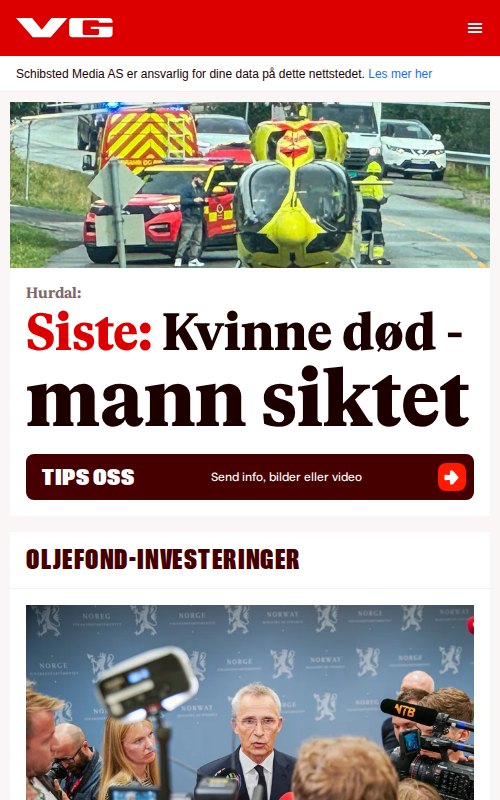 VG
Schibsted Media AS er ansvarlig for dine data på dette nettstedet. Les mer her
Hurdal:
Siste: Kvinne død -
mann siktet
TIPS OSS
Send info, bilder eller video
OLJEFOND-INVESTERINGER
NORWAY
NORGE
NORWAY
NORGE
NORWAY
NTB